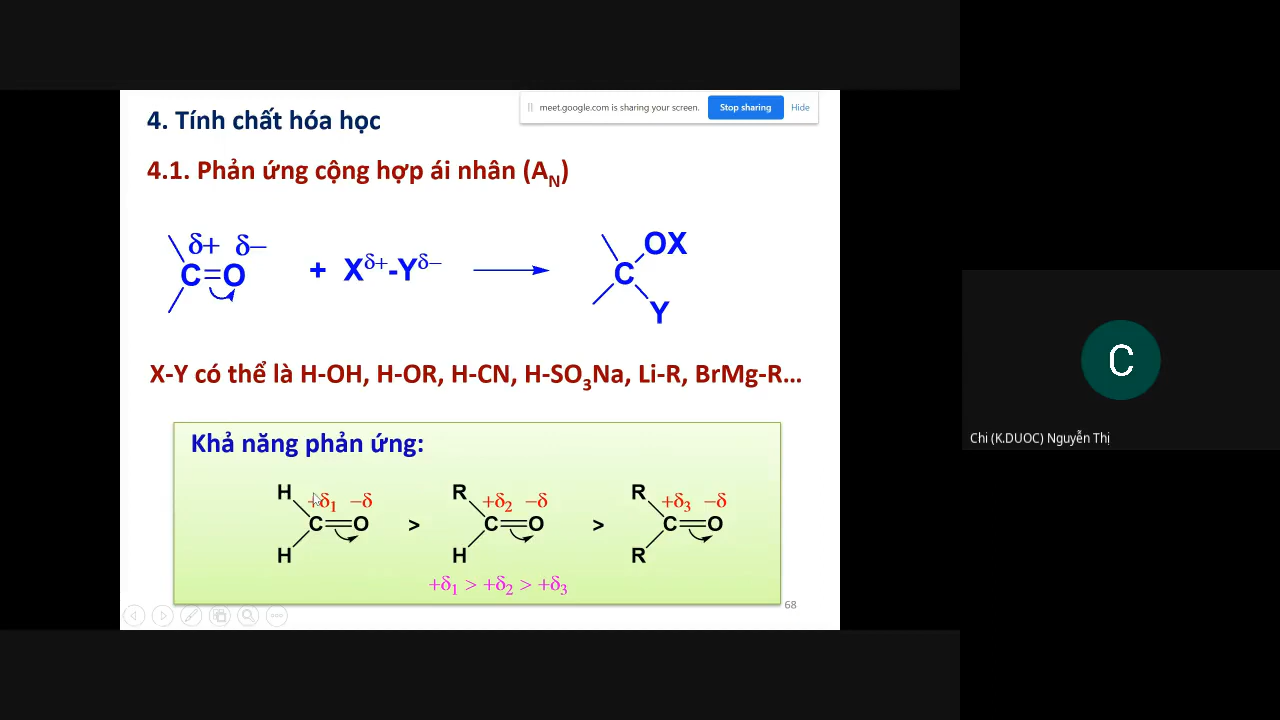 meet.google.com is sharing your screen. Stop sharing Hide
4. Tính chất hóa học
4.1. Phản ứng cộng hợp ái nhân (AN)
δ+ δ−
C=O + Xδ+-Yδ− OX
C
Y
X-Y có thể là H-OH, H-OR, H-CN, H-SO3Na, Li-R, BrMg-R...
Khả năng phản ứng:
H +δ1 −δ R +δ2 −δ R +δ3 −δ
C O > C O > C O
H H R
+δ1 > +δ2 > +δ3
68
C
Chi (K.DUOC) Nguyễn Thị